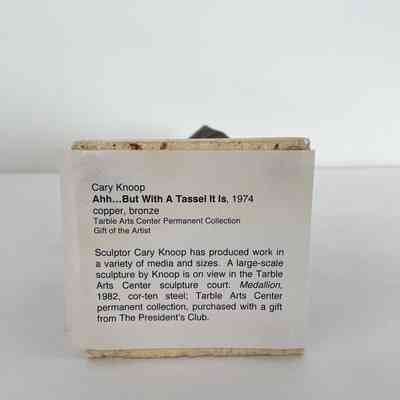 Cary Knoop
Ahh...But With A Tassel It Is, 1974
copper, bronze
Tarble Arts Center Permanent Collection
Gift of the Artist
Sculptor Cary Knoop has produced work in
a variety of media and sizes. A large-scale
sculpture by Knoop is on view in the Tarble
Arts Center sculpture court: Medallion,
1982, cor-ten steel; Tarble Arts Center
permanent collection, purchased with a gift
from The President's Club.